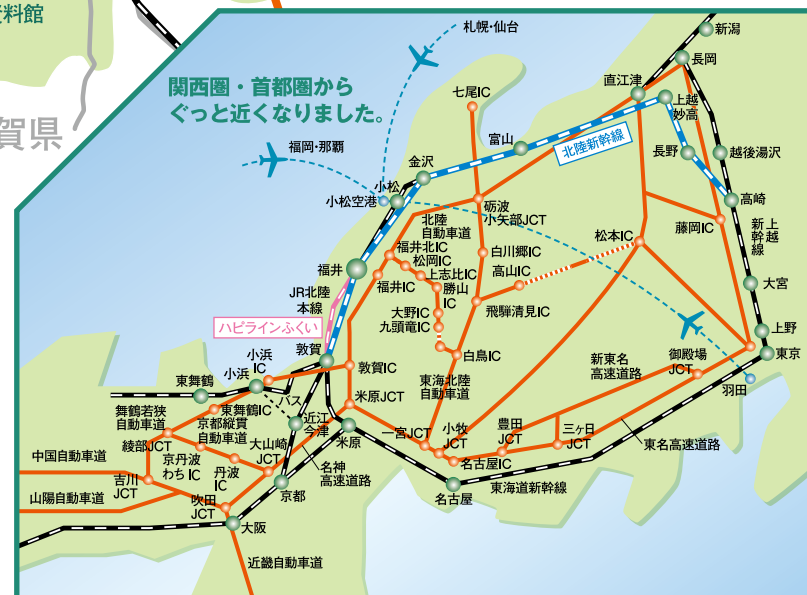 資料館
賀県
関西圏・首都圏から
ぐっと近くなりました。
札幌・仙台
福岡・那覇
新潟
長岡
直江津
上越
妙高
七尾IC
富山
北陸新幹線
長野
越後湯沢
金沢
小松
小松空港
高崎
砺波
小矢部JCT
北陸
自動車道
藤岡IC
上越
新幹線
松本IC
福井北IC
松岡IC
上志比IC
白川郷IC
高山IC
福井
福井IC
勝山
IC
大宮
JR北陸
本線
大野IC
九頭竜IC
飛騨清見IC
ハピラインふくい
上野
東京
敦賀
白鳥IC
新東名
高速道路
御殿場
JCT
小浜
IC
敦賀IC
東海北陸
自動車道
羽田
小浜
東舞鶴
バス
米原JCT
舞鶴若狭
自動車道
東舞鶴IC
京都縦貫
自動車道
近江
今津
米原
一宮JCT
小牧
JCT
豊田
JCT
三ヶ日
JCT
東名高速道路
綾部JCT
大山崎
JCT
中国自動車道
京丹波
わちIC
丹波
IC
名神
高速道路
名古屋IC
吉川
JCT
京都
名古屋
東海道新幹線
山陽自動車道
吹田
JCT
大阪
近畿自動車道